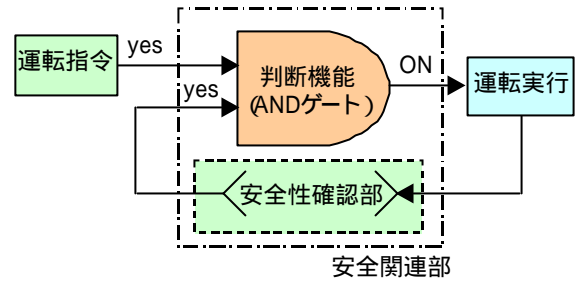 運転指令
yes
yes
判断機能
(ANDゲート)
ON
運転実行
安全性確認部
安全関連部